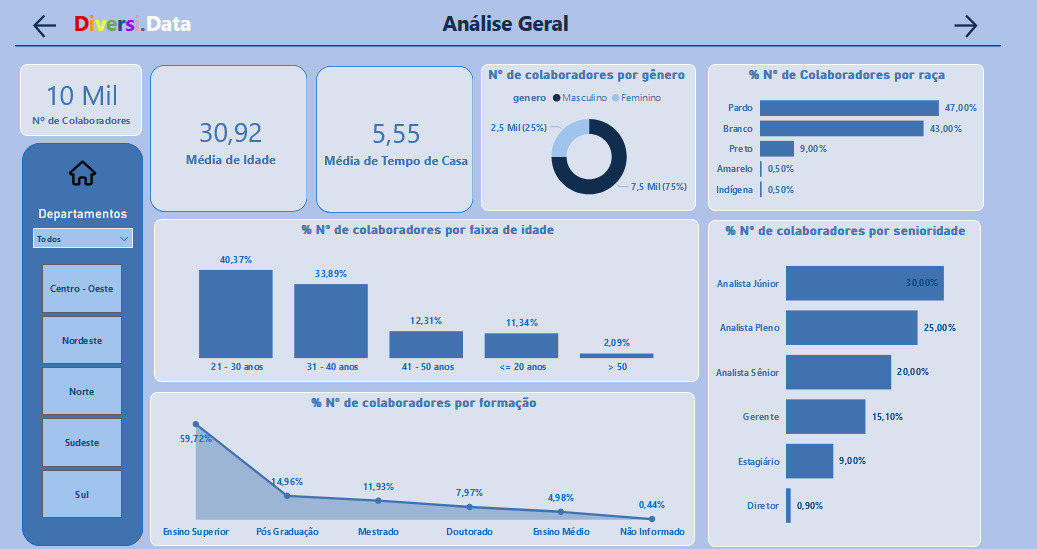 Diversi.Data
Análise Geral
10 Mil
Nº de Colaboradores
30,92
Média de Idade
5,55
Média de Tempo de Casa
Nº de colaboradores por gênero
genero Masculino Feminino
2,5 Mil (25%)
7,5 Mil (75%)
% Nº de Colaboradores por raça
Pardo 47,00%
Branco 43,00%
Preto 9,00%
Amarelo 0,50%
Indígena 0,50%
Departamentos
Todos
Centro - Oeste
Nordeste
Norte
Sudeste
Sul
% Nº de colaboradores por faixa de idade
40,37%
33,89%
12,31%
11,34%
2,09%
21 - 30 anos
31 - 40 anos
41 - 50 anos
<= 20 anos
> 50
% Nº de colaboradores por formação
59,72%
14,96%
11,93%
7,97%
4,98%
0,44%
Ensino Superior
Pós Graduação
Mestrado
Doutorado
Ensino Médio
Não Informado
% Nº de colaboradores por senioridade
Analista Júnior 30,00%
Analista Pleno 25,00%
Analista Sênior 20,00%
Gerente 15,10%
Estagiário 9,00%
Diretor 0,90%